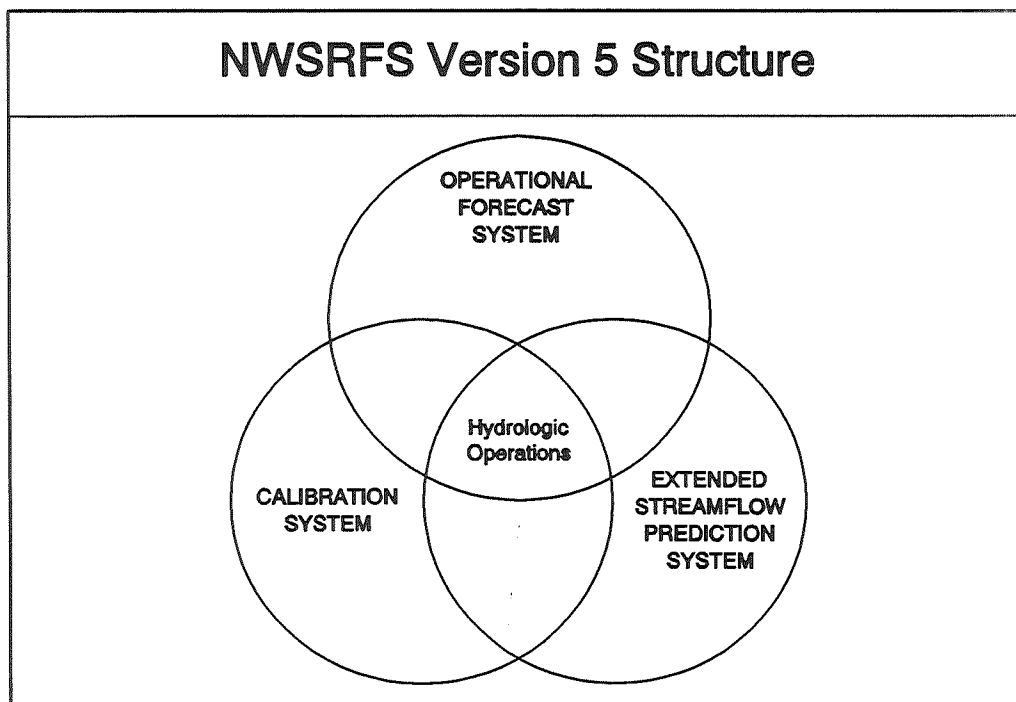 NWSRFS Version 5 Structure
OPERATIONAL
FORECAST
SYSTEM
Hydrologic
Operations
CALIBRATION
SYSTEM
EXTENDED
STREAMFLOW
PREDICTION
SYSTEM